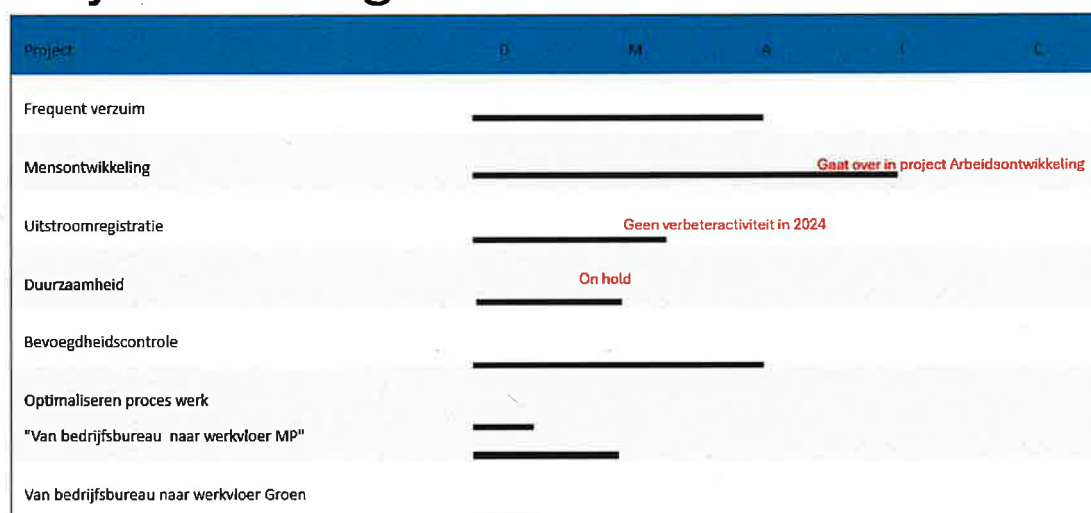 Project D M A I C
Frequent verzuim
Mensontwikkeling Gaat over in project Arbeidsontwikkeling
Uitstroomregistratie Geen verbeteractiviteit in 2024
Duurzaamheid On hold
Bevoegdheidscontrole
Optimaliseren proces werk
"Van bedrijfsbureau naar werkvloer MP"
Van bedrijfsbureau naar werkvloer Groen